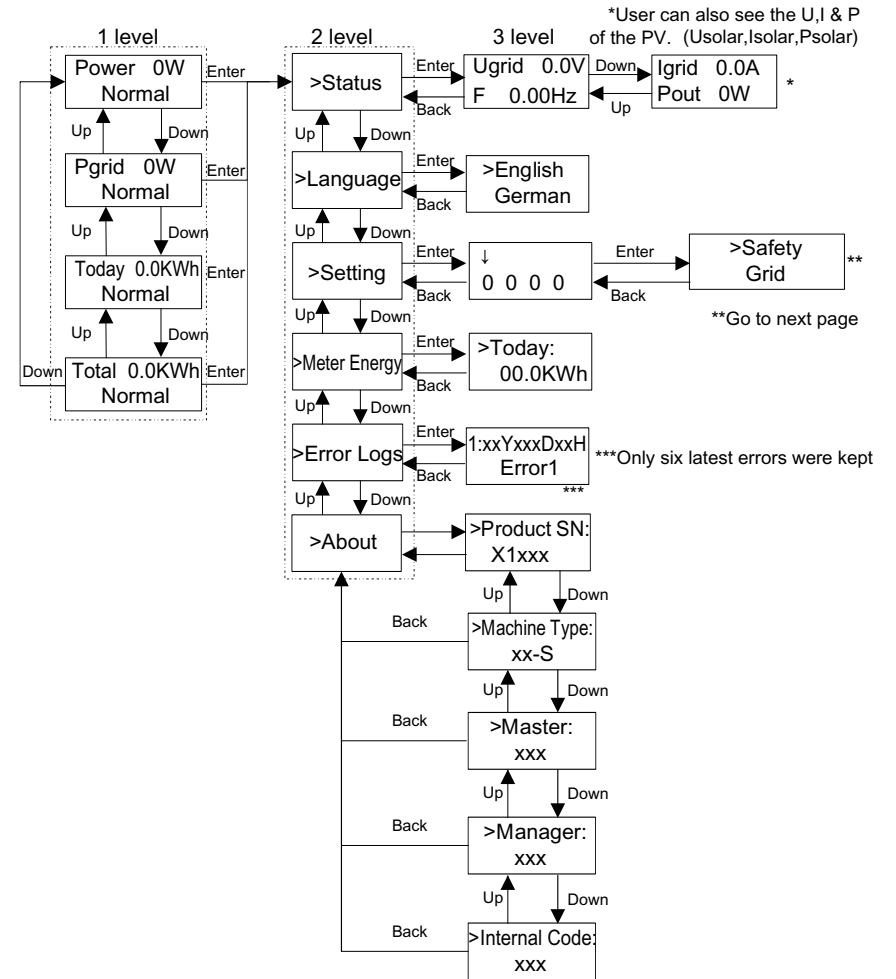 *User can also see the U,I & P
of the PV. (Usolar,Isolar,Psolar)
1 level
2 level
3 level
Power 0W
Normal
Enter
Up
Down
Pgrid 0W
Normal
Enter
Up
Down
Today 0.0KWh
Normal
Enter
Up
Down
Down
Total 0.0KWh
Normal
Enter
>Status
Enter
Back
Ugrid 0.0V
F 0.00Hz
Down
Up
Igrid 0.0A
Pout 0W
*
Up
Down
>Language
Enter
Back
>English
German
Up
Down
>Setting
Enter
Back
↓
0 0 0 0
Enter
Back
>Safety
Grid
**
**Go to next page
Up
Down
>Meter Energy
Enter
Back
>Today:
00.0KWh
Up
Down
>Error Logs
Enter
Back
1:xxYxxxDxxH
Error1
***Only six latest errors were kept
***
Up
Down
>About
>Product SN:
X1xxx
Up
Down
Back
>Machine Type:
xx-S
Up
Down
Back
>Master:
xxx
Up
Down
Back
>Manager:
xxx
Up
Down
Back
>Internal Code:
xxx